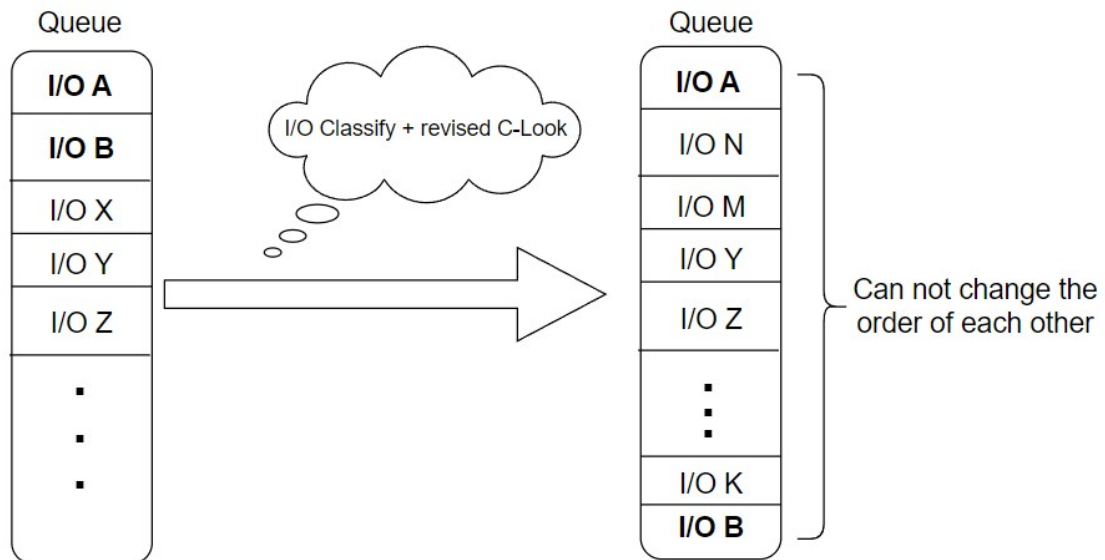 Queue
I/O A
I/O B
I/O X
I/O Y
I/O Z
I/O Classify + revised C-Look
Queue
I/O A
I/O N
I/O M
I/O Y
I/O Z
I/O K
I/O B
Can not change the
order of each other